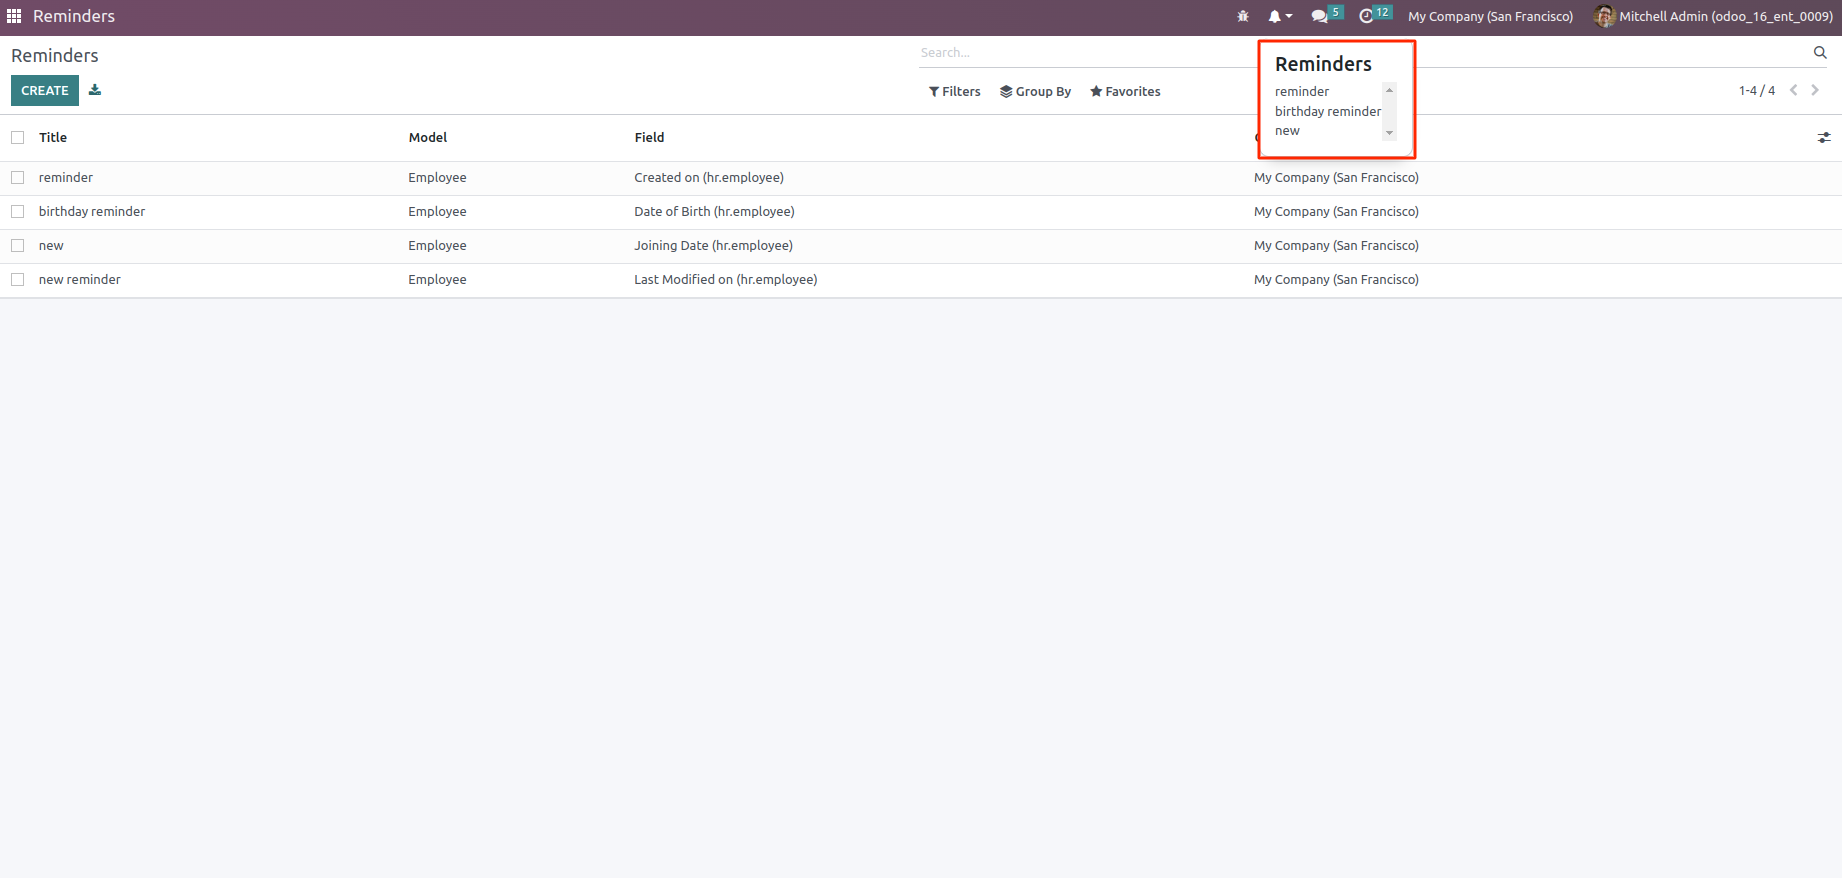 Reminders 5 12 My Company (San Francisco) Mitchell Admin (odoo_16_ent_0009)
Reminders Search...
CREATE Filters Group By Favorites 1-4 / 4
Reminders
reminder
birthday reminder
new
Title Model Field
reminder Employee Created on (hr.employee) My Company (San Francisco)
birthday reminder Employee Date of Birth (hr.employee) My Company (San Francisco)
new Employee Joining Date (hr.employee) My Company (San Francisco)
new reminder Employee Last Modified on (hr.employee) My Company (San Francisco)